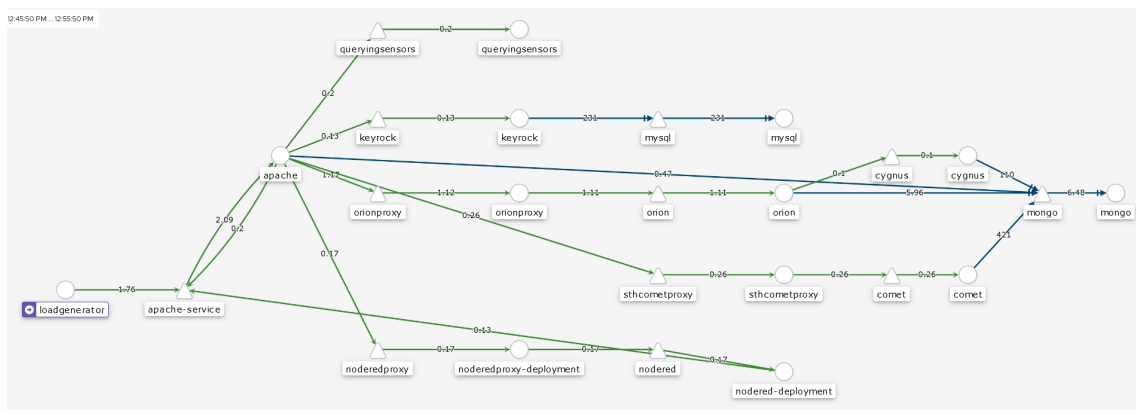 12:45:50 PM ... 12:55:50 PM
0.2
queryingsensors
queryingsensors
0.2
0.13
231
231
0.13
keyrock
keyrock
mysql
mysql
0.1
apache
0.47
0.1
cygnus
cygnus
110
1.12
1.12
1.11
1.11
5.96
6.48
orionproxy
orionproxy
orion
orion
mongo
mongo
0.26
2.09
0.2
421
0.17
0.26
0.26
0.26
1.76
sthcometproxy
sthcometproxy
comet
comet
loadgenerator
apache-service
0.13
0.17
0.17
0.17
noderedproxy
noderedproxy-deployment
nodered
nodered-deployment